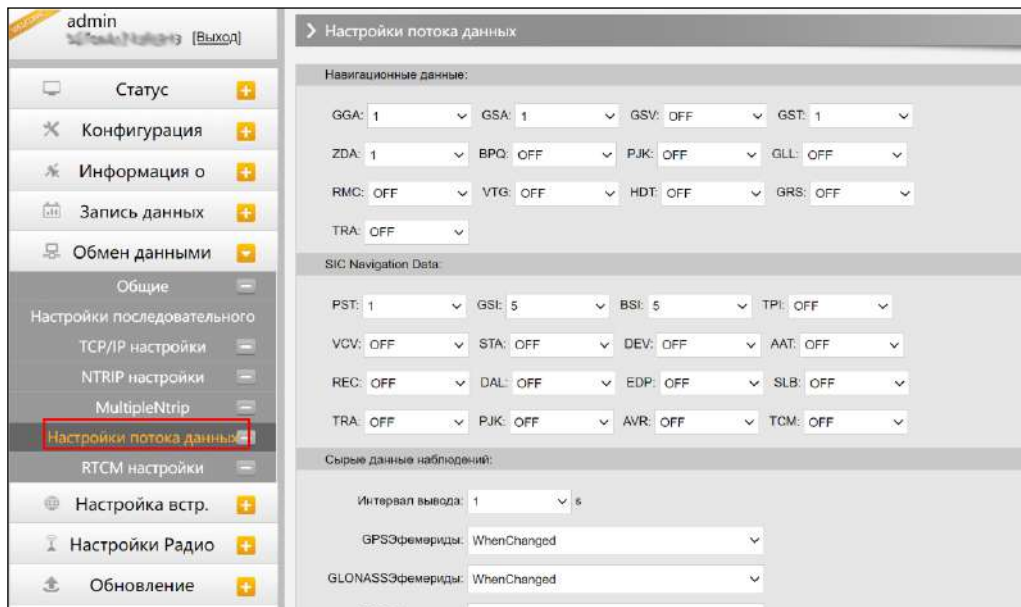 admin
[Выход]
Статус
Конфигурация
Информация о
Запись данных
Обмен данными
Общие
Настройки последовательного
TCP/IP настройки
NTRIP настройки
MultipleNtrip
Настройки потока данных
RTCM настройки
Настройка встр.
Настройки Радио
Обновление
Настройки потока данных
Навигационные данные:
GGA: 1 GSA: 1 GSV: OFF GST: 1
ZDA: 1 BPQ: OFF PJK: OFF GLL: OFF
RMC: OFF VTG: OFF HDT: OFF GRS: OFF
TRA: OFF
SIC Navigation Data:
PST: 1 GSI: 5 BSI: 5 TPI: OFF
VCV: OFF STA: OFF DEV: OFF AAT: OFF
REC: OFF DAL: OFF EDP: OFF SLB: OFF
TRA: OFF PJK: OFF AVR: OFF TCM: OFF
Сырые данные наблюдений:
Интервал вывода: 1 s
GPSЭфемериды: WhenChanged
GLONASSЭфемериды: WhenChanged